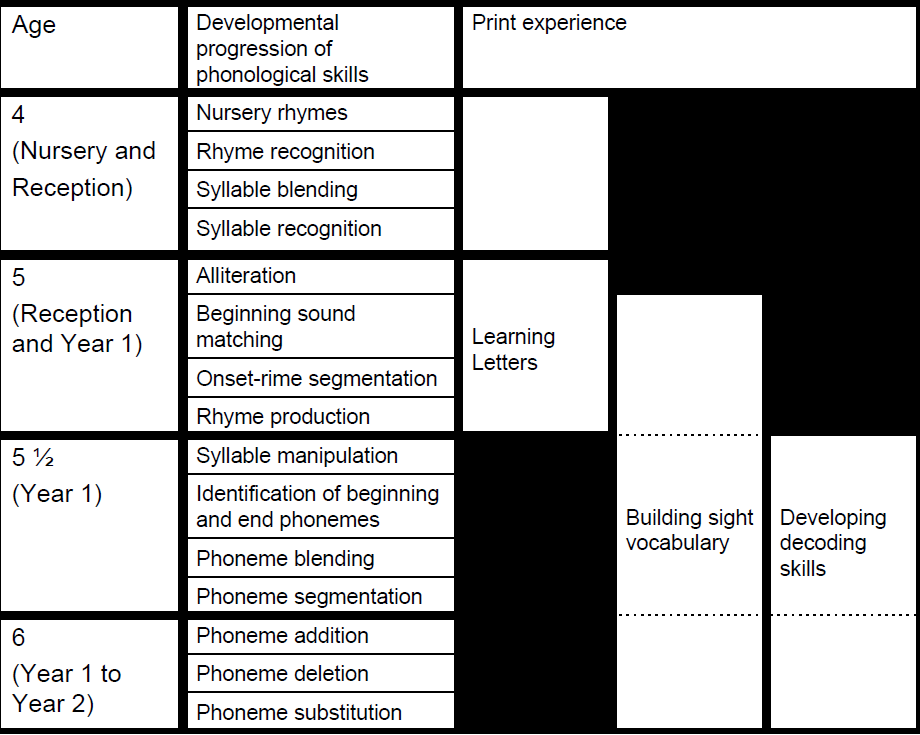 Age
Developmental
progression of
phonological skills
Print experience
4
(Nursery and
Reception)
Nursery rhymes
Rhyme recognition
Syllable blending
Syllable recognition
5
(Reception
and Year 1)
Alliteration
Beginning sound
matching
Onset-rime segmentation
Rhyme production
Learning
Letters
5 ½
(Year 1)
Syllable manipulation
Identification of beginning
and end phonemes
Phoneme blending
Phoneme segmentation
Building sight
vocabulary
Developing
decoding
skills
6
(Year 1 to
Year 2)
Phoneme addition
Phoneme deletion
Phoneme substitution